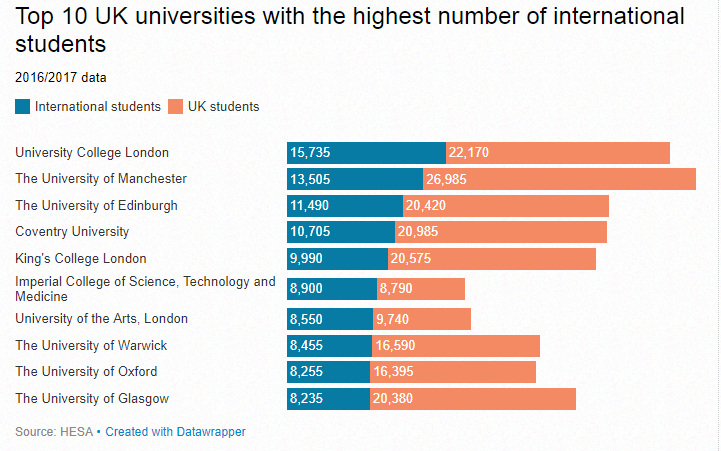 Top 10 UK universities with the highest number of international
students
2016/2017 data
International students UK students
University College London 15,735 22,170
The University of Manchester 13,505 26,985
The University of Edinburgh 11,490 20,420
Coventry University 10,705 20,985
King's College London 9,990 20,575
Imperial College of Science, Technology and
Medicine 8,900 8,790
University of the Arts, London 8,550 9,740
The University of Warwick 8,455 16,590
The University of Oxford 8,255 16,395
The University of Glasgow 8,235 20,380
Source: HESA • Created with Datawrapper